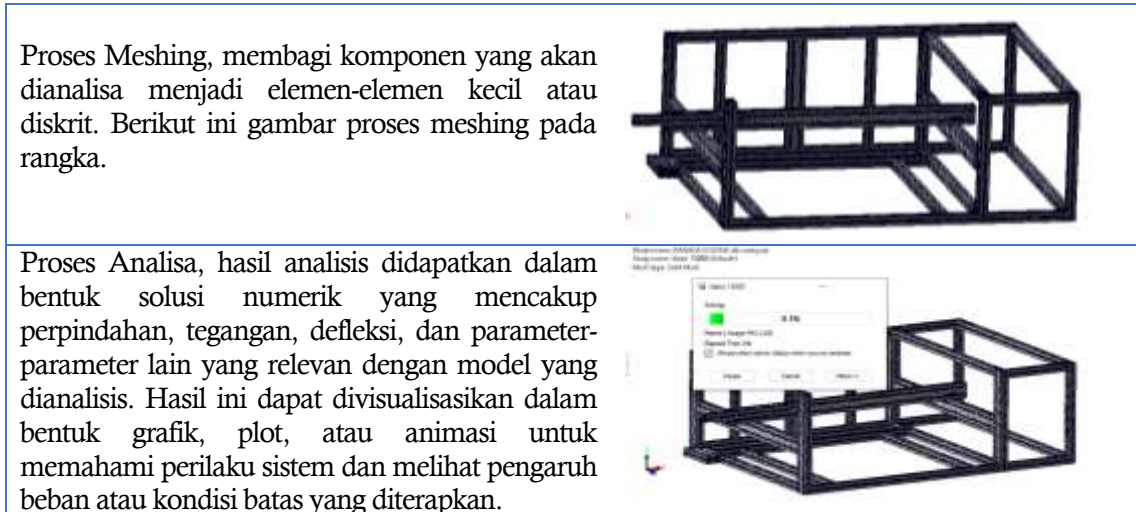 Proses Meshing, membagi komponen yang akan
dianalisa menjadi elemen-elemen kecil atau
diskrit. Berikut ini gambar proses meshing pada
rangka.
Proses Analisa, hasil analisis didapatkan dalam
bentuk solusi numerik yang mencakup
perpindahan, tegangan, defleksi, dan parameter-
parameter lain yang relevan dengan model yang
dianalisis. Hasil ini dapat divisualisasikan dalam
bentuk grafik, plot, atau animasi untuk
memahami perilaku sistem dan melihat pengaruh
beban atau kondisi batas yang diterapkan.